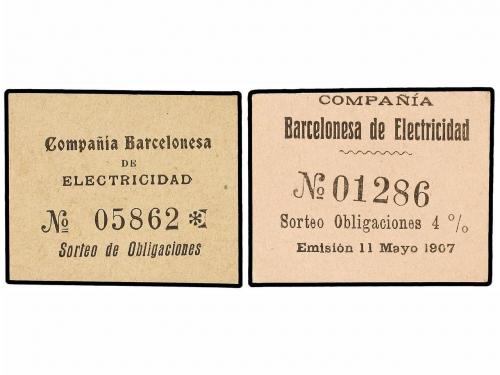 Compañía Barcelonesa
DE
ELECTRICIDAD
Nº 05862
Sorteo de Obligaciones
COMPAÑÍA
Barcelonesa de Electricidad
Nº 01286
Sorteo Obligaciones 4 %
Emisión 11 Mayo 1907